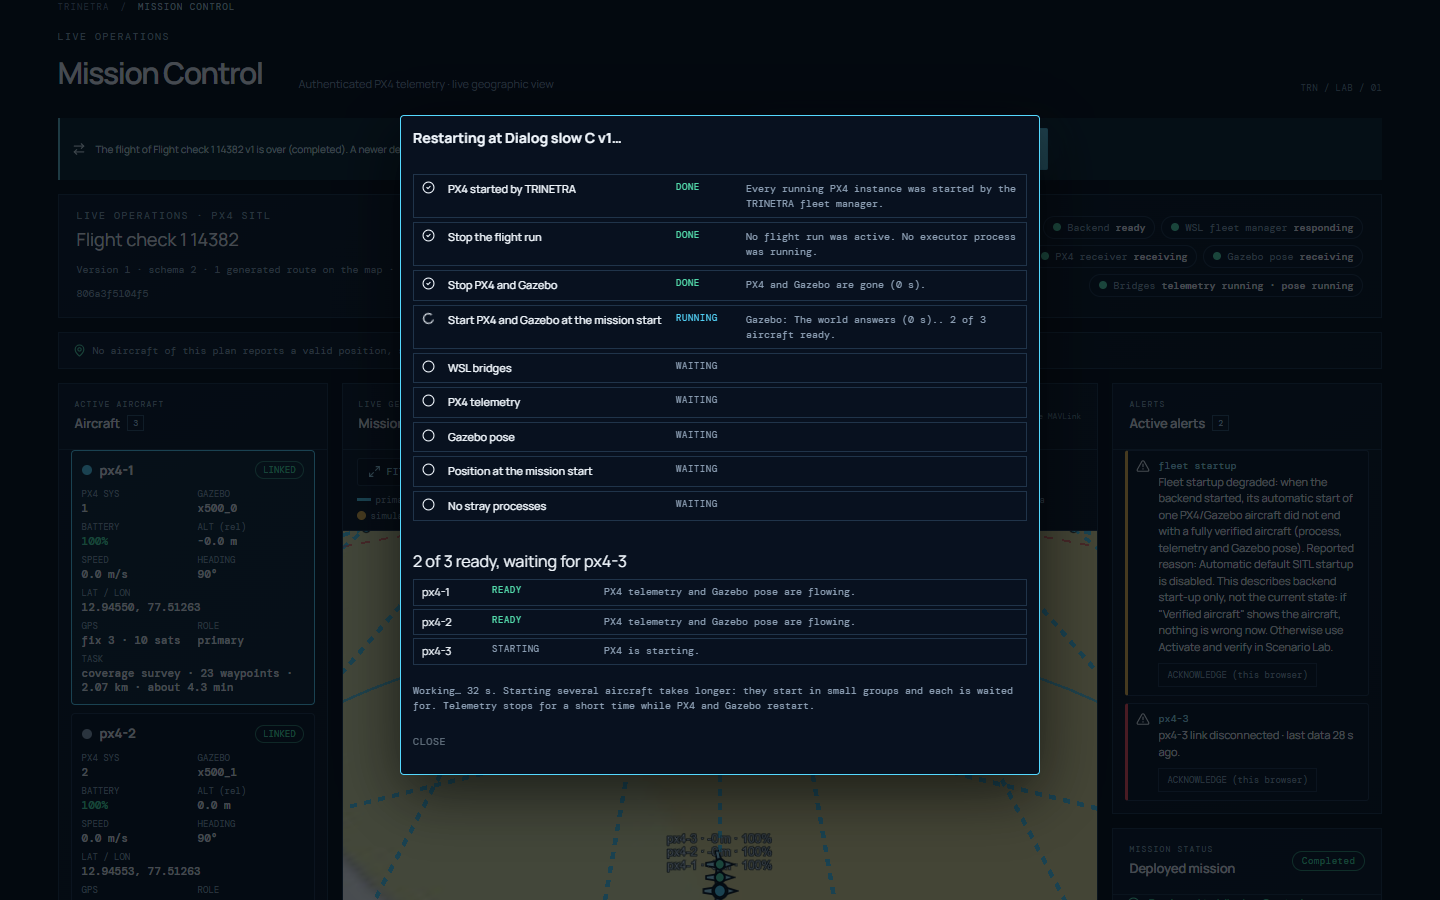 TRINETRA / MISSION CONTROL
LIVE OPERATIONS
Mission Control
Authenticated PX4 telemetry · live geographic view
TRN / LAB / 01
The flight of Flight check 1 14382 v1 is over (completed). A newer de
LIVE OPERATIONS · PX4 SITL
Flight check 1 14382
Version 1 · schema 2 · 1 generated route on the map ·
806a3f5104f5
Backend ready
WSL fleet manager responding
PX4 receiver receiving
Gazebo pose receiving
Bridges telemetry running · pose running
No aircraft of this plan reports a valid position,
Restarting at Dialog slow C v1…
PX4 started by TRINETRA
DONE
Every running PX4 instance was started by the
TRINETRA fleet manager.
Stop the flight run
DONE
No flight run was active. No executor process
was running.
Stop PX4 and Gazebo
DONE
PX4 and Gazebo are gone (0 s).
Start PX4 and Gazebo at the mission start
RUNNING
Gazebo: The world answers (0 s).. 2 of 3
aircraft ready.
WSL bridges
WAITING
PX4 telemetry
WAITING
Gazebo pose
WAITING
Position at the mission start
WAITING
No stray processes
WAITING
2 of 3 ready, waiting for px4-3
px4-1
READY
PX4 telemetry and Gazebo pose are flowing.
px4-2
READY
PX4 telemetry and Gazebo pose are flowing.
px4-3
STARTING
PX4 is starting.
Working… 32 s. Starting several aircraft takes longer: they start in small groups and each is waited
for. Telemetry stops for a short time while PX4 and Gazebo restart.
CLOSE
ACTIVE AIRCRAFT
Aircraft 3
px4-1
LINKED
PX4 SYS
GAZEBO
1
x500_0
BATTERY
ALT (rel)
100%
-0.0 m
SPEED
HEADING
0.0 m/s
90°
LAT / LON
12.94550, 77.51263
GPS
ROLE
fix 3 · 10 sats
primary
TASK
coverage survey · 23 waypoints ·
2.07 km · about 4.3 min
px4-2
LINKED
PX4 SYS
GAZEBO
2
x500_1
BATTERY
ALT (rel)
100%
0.0 m
SPEED
HEADING
0.0 m/s
90°
LAT / LON
12.94553, 77.51263
GPS
ROLE
LIVE GE
Mission
MAVLink
FI
prim
simul
px4-3 · -0 m · 100%
px4-2 · 100%
px4-1 · 100%
ALERTS
Active alerts 2
fleet startup
Fleet startup degraded: when the
backend started, its automatic start of
one PX4/Gazebo aircraft did not end
with a fully verified aircraft (process,
telemetry and Gazebo pose). Reported
reason: Automatic default SITL startup
is disabled. This describes backend
start-up only, not the current state: if
"Verified aircraft" shows the aircraft,
nothing is wrong now. Otherwise use
Activate and verify in Scenario Lab.
ACKNOWLEDGE (this browser)
px4-3
px4-3 link disconnected · last data 28 s
ago.
ACKNOWLEDGE (this browser)
MISSION STATUS
Deployed mission
Completed